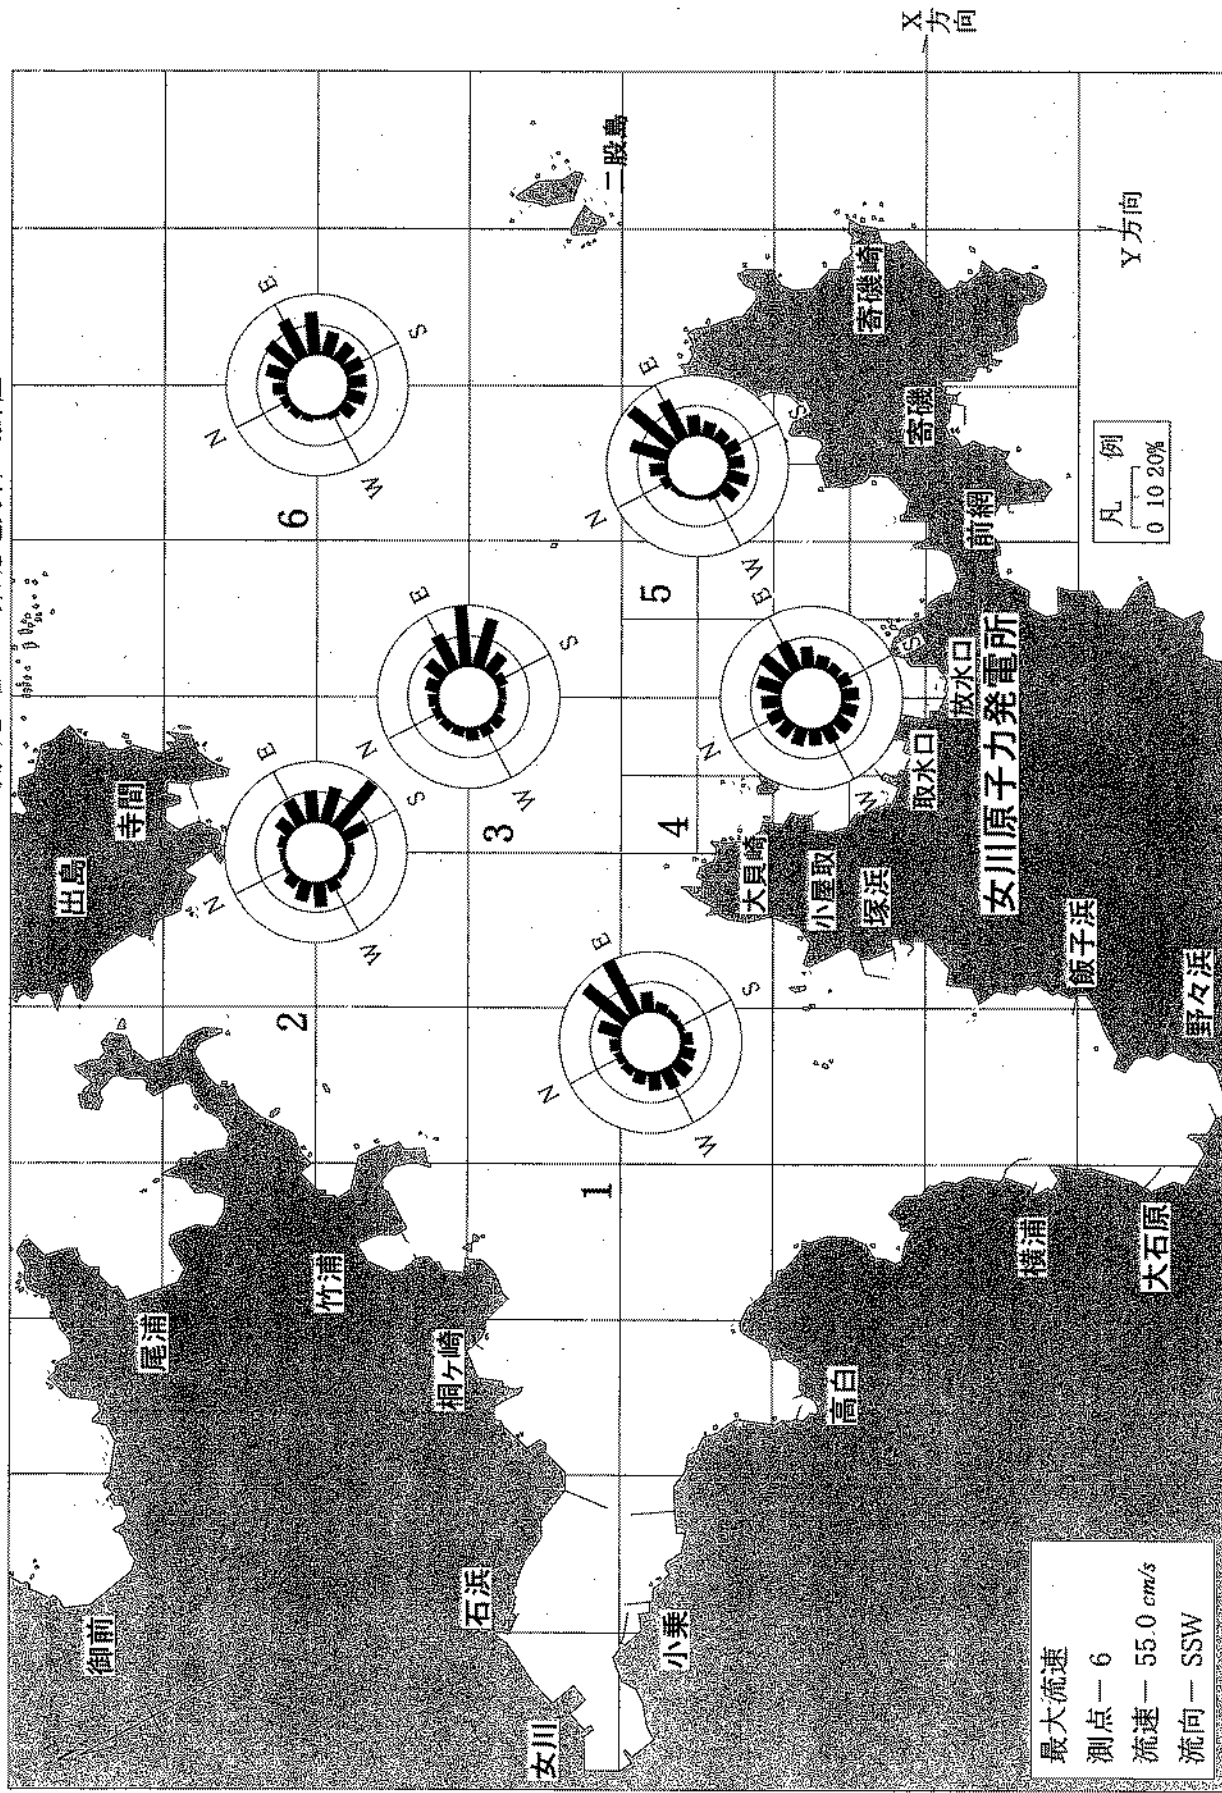 出島
寺間
二股島
寄磯崎
寄磯
前網
X
方向
Y方向
凡例
0 10 20%
6
5
4
3
2
1
N
E
S
W
N
E
S
W
N
E
S
W
N
E
S
W
N
E
S
W
N
E
S
W
放水口
取水口
女川原子力発電所
大貝崎
小屋取
塚浜
飯子浜
野々浜
尾浦
竹浦
桐ヶ崎
御前
石浜
女川
小乗
高白
横浦
大石原
最大流速
測点－6
流速－55.0 cm/s
流向－SSW